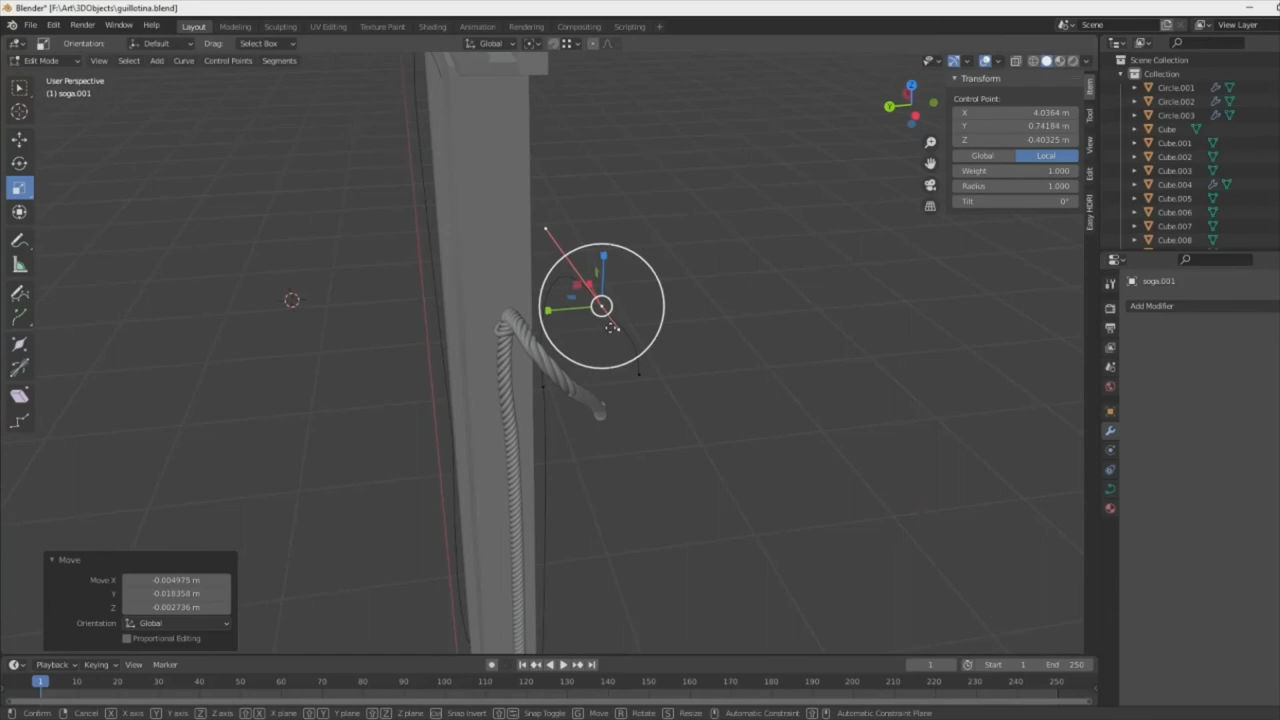 Blender* [F:\Art\3DObjects\guillotina.blend]
File Edit Render Window Help Layout Modeling Sculpting UV Editing Texture Paint Shading Animation Rendering Compositing Scripting + Scene View Layer
Orientation: Default Drag: Select Box Global
Edit Mode View Select Add Curve Control Points Segments
User Perspective
(1) soga.001
Transform
Control Point:
X 4.0364 m
Y 0.74184 m
Z -0.40325 m
Global Local
Weight 1.000
Radius 1.000
Tilt 0°
Item
Tool
View
Edit
Easy HDRI
Z
Y
Scene Collection
Collection
Circle.001
Circle.002
Circle.003
Cube
Cube.001
Cube.002
Cube.003
Cube.004
Cube.005
Cube.006
Cube.007
Cube.008
soga.001
Add Modifier
Move
Move X -0.004975 m
Y -0.018358 m
Z -0.002736 m
Orientation Global
Proportional Editing
Playback Keying View Marker 1 Start 1 End 250
1 10 20 30 40 50 60 70 80 90 100 110 120 130 140 150 160 170 180 190 200 210 220 230 240 250
Confirm Cancel X X axis Y Y axis Z Z axis X X plane Y Y plane Z Z plane Snap Invert Snap Toggle G Move R Rotate S Resize Automatic Constraint Automatic Constraint Plane